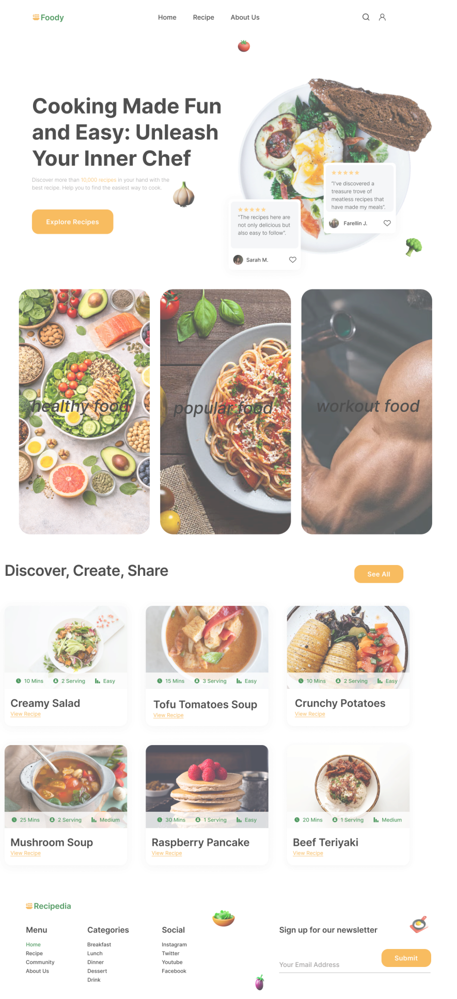 Foody
Home
Recipe
About Us
Cooking Made Fun
and Easy: Unleash
Your Inner Chef
Discover more than 10,000 recipes in your hand with the
best recipe. Help you to find the easiest way to cook.
Explore Recipes
"I've discovered a
treasure trove of
meatless recipes that
have made my meals".
Farellin J.
"The recipes here are
not only delicious but
also easy to follow".
Sarah M.
healthy food
popular food
workout food
Discover, Create, Share
See All
10 Mins
2 Serving
Easy
Creamy Salad
View Recipe
15 Mins
3 Serving
Easy
Tofu Tomatoes Soup
View Recipe
10 Mins
2 Serving
Easy
Crunchy Potatoes
View Recipe
25 Mins
2 Serving
Medium
Mushroom Soup
View Recipe
30 Mins
1 Serving
Easy
Raspberry Pancake
View Recipe
20 Mins
1 Serving
Medium
Beef Teriyaki
View Recipe
Recipedia
Menu
Home
Recipe
Community
About Us
Categories
Breakfast
Lunch
Dinner
Dessert
Drink
Social
Instagram
Twitter
Youtube
Facebook
Sign up for our newsletter
Your Email Address
Submit